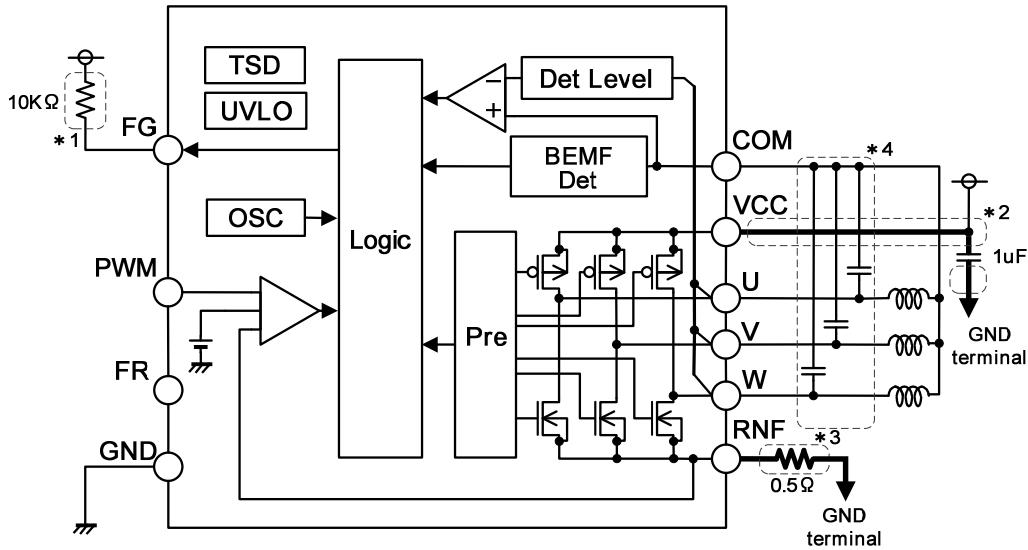 TSD
UVLO
10KΩ
*1
FG
OSC
PWM
FR
GND
Logic
−
+
Det Level
BEMF
Det
Pre
COM
VCC
U
V
W
RNF
*4
*2
1uF
GND
terminal
*3
0.5Ω
GND
terminal